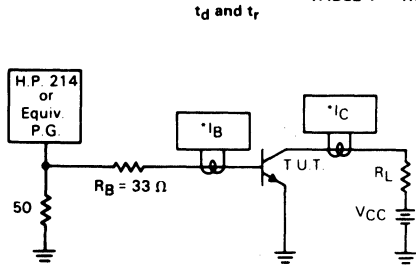 t_d and t_r
H.P. 214
or
Equiv.
P.G.
*I_B
*I_C
T.U.T.
R_L
R_B = 33 Ω
50
V_CC